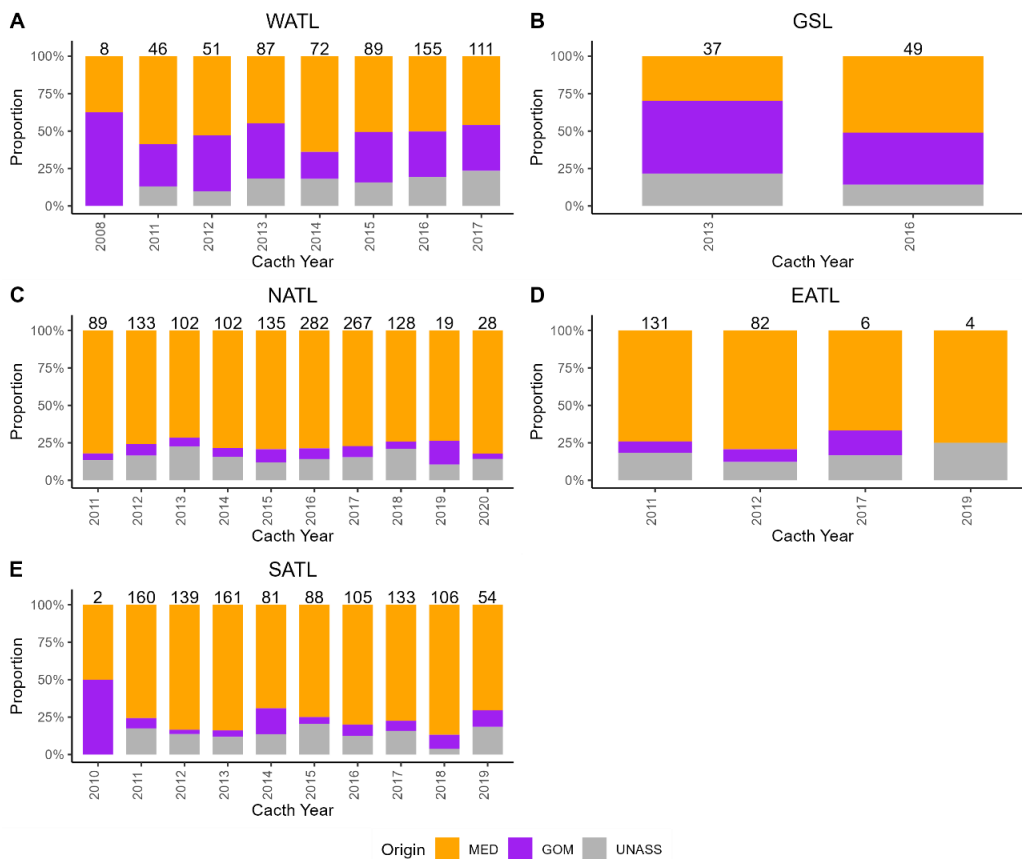 A WATL
8 46 51 87 72 89 155 111
100%
75%
50%
25%
0%
Proportion
2008 2011 2012 2013 2014 2015 2016 2017
Cacth Year
B GSL
37 49
100%
75%
50%
25%
0%
Proportion
2013 2016
Cacth Year
C NATL
89 133 102 102 135 282 267 128 19 28
100%
75%
50%
25%
0%
Proportion
2011 2012 2013 2014 2015 2016 2017 2018 2019 2020
Cacth Year
D EATL
131 82 6 4
100%
75%
50%
25%
0%
Proportion
2011 2012 2017 2019
Cacth Year
E SATL
2 160 139 161 81 88 105 133 106 54
100%
75%
50%
25%
0%
Proportion
2010 2011 2012 2013 2014 2015 2016 2017 2018 2019
Cacth Year
Origin MED GOM UNASS